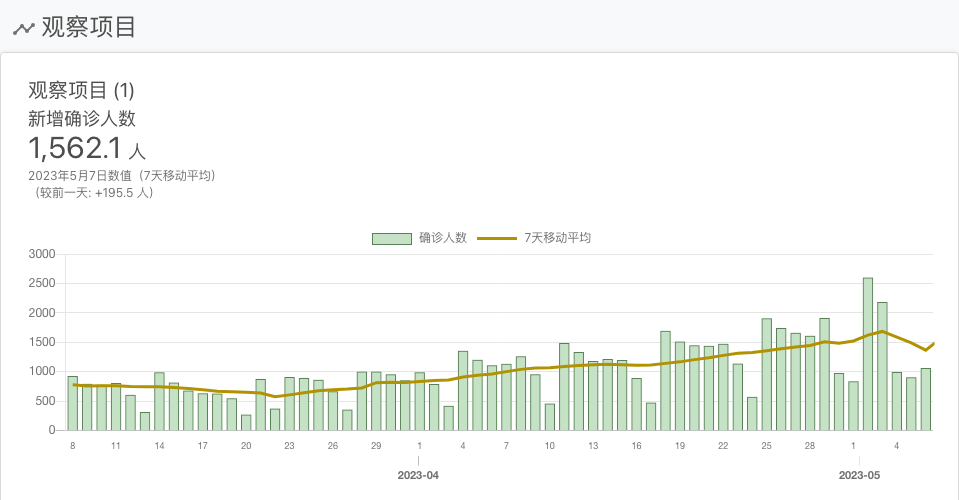 观察项目
观察项目 (1)
新增确诊人数
1,562.1 人
2023年5月7日数值（7天移动平均）
（较前一天: +195.5 人）
确诊人数 7天移动平均
3000
2500
2000
1500
1000
500
0
8 11 14 17 20 23 26 29 1 4 7 10 13 16 19 22 25 28 1 4
2023-04 2023-05